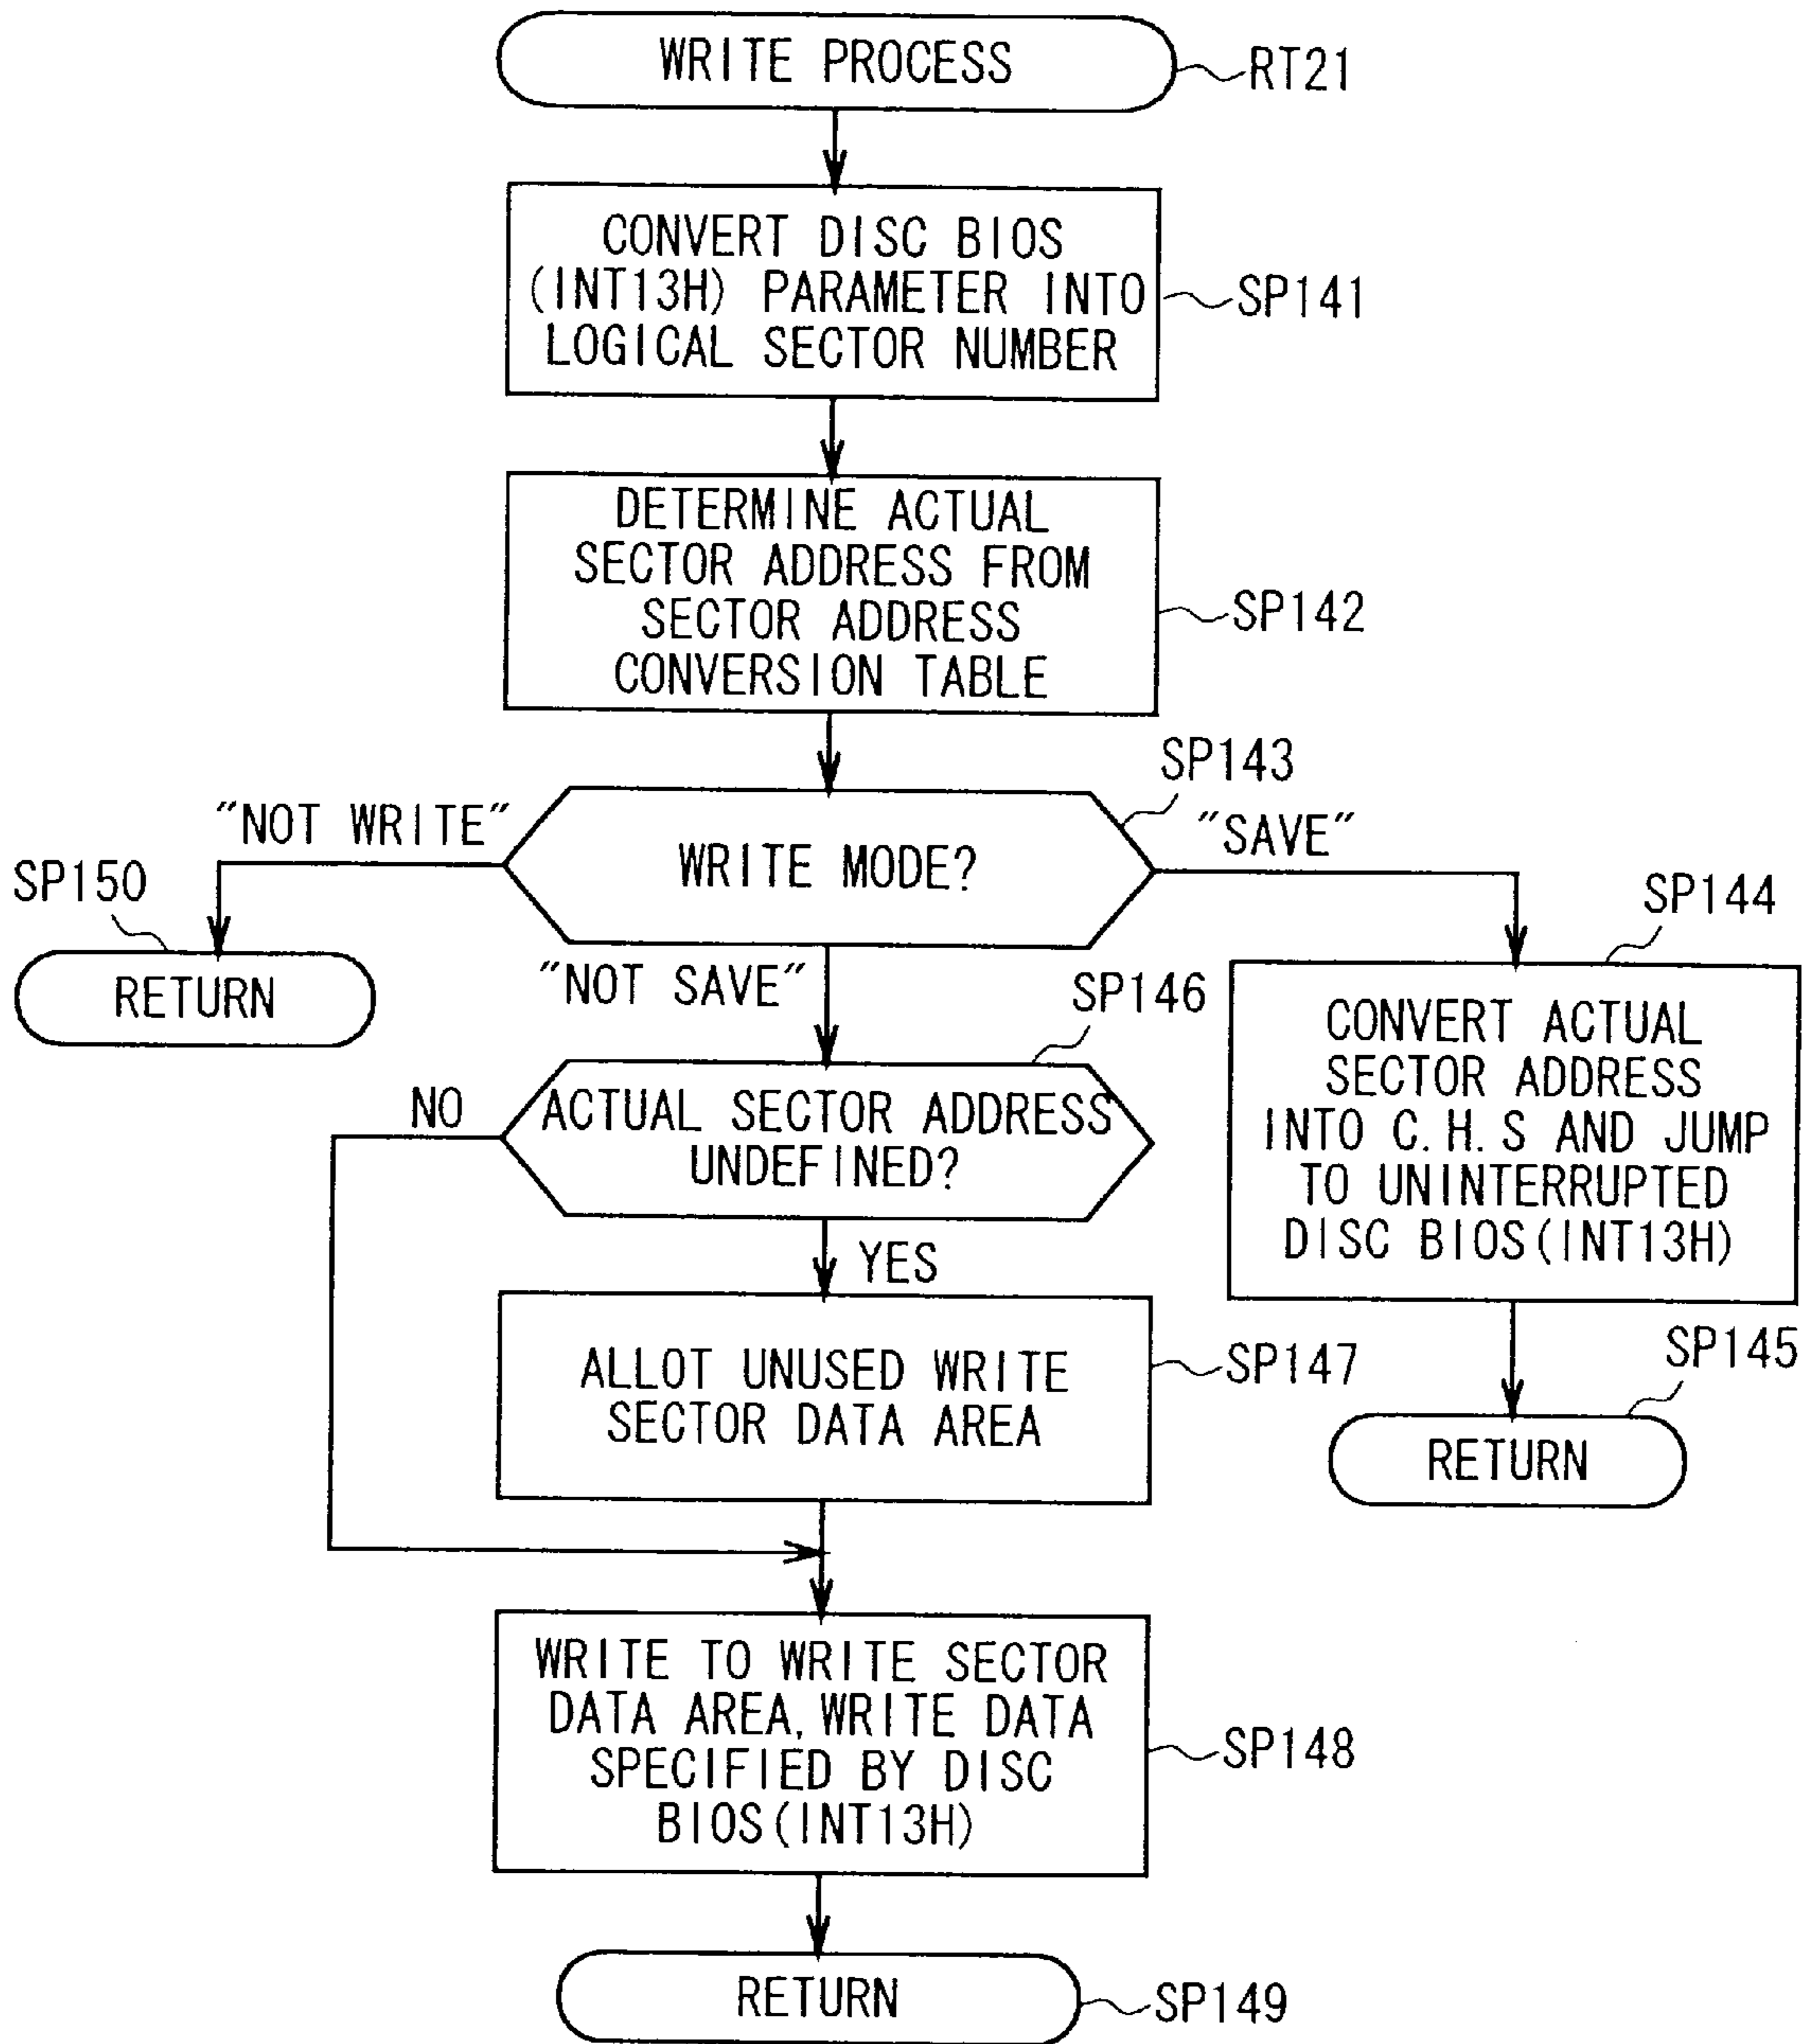 WRITE PROCESS
RT21
CONVERT DISC BIOS
(INT13H) PARAMETER INTO
LOGICAL SECTOR NUMBER
SP141
DETERMINE ACTUAL
SECTOR ADDRESS FROM
SECTOR ADDRESS
CONVERSION TABLE
SP142
SP143
"NOT WRITE"
WRITE MODE?
"SAVE"
SP150
RETURN
"NOT SAVE"
SP144
CONVERT ACTUAL
SECTOR ADDRESS
INTO C.H.S AND JUMP
TO UNINTERRUPTED
DISC BIOS(INT13H)
SP145
RETURN
SP146
ACTUAL SECTOR ADDRESS
UNDEFINED?
NO
YES
ALLOT UNUSED WRITE
SECTOR DATA AREA
SP147
WRITE TO WRITE SECTOR
DATA AREA, WRITE DATA
SPECIFIED BY DISC
BIOS(INT13H)
SP148
RETURN
SP149